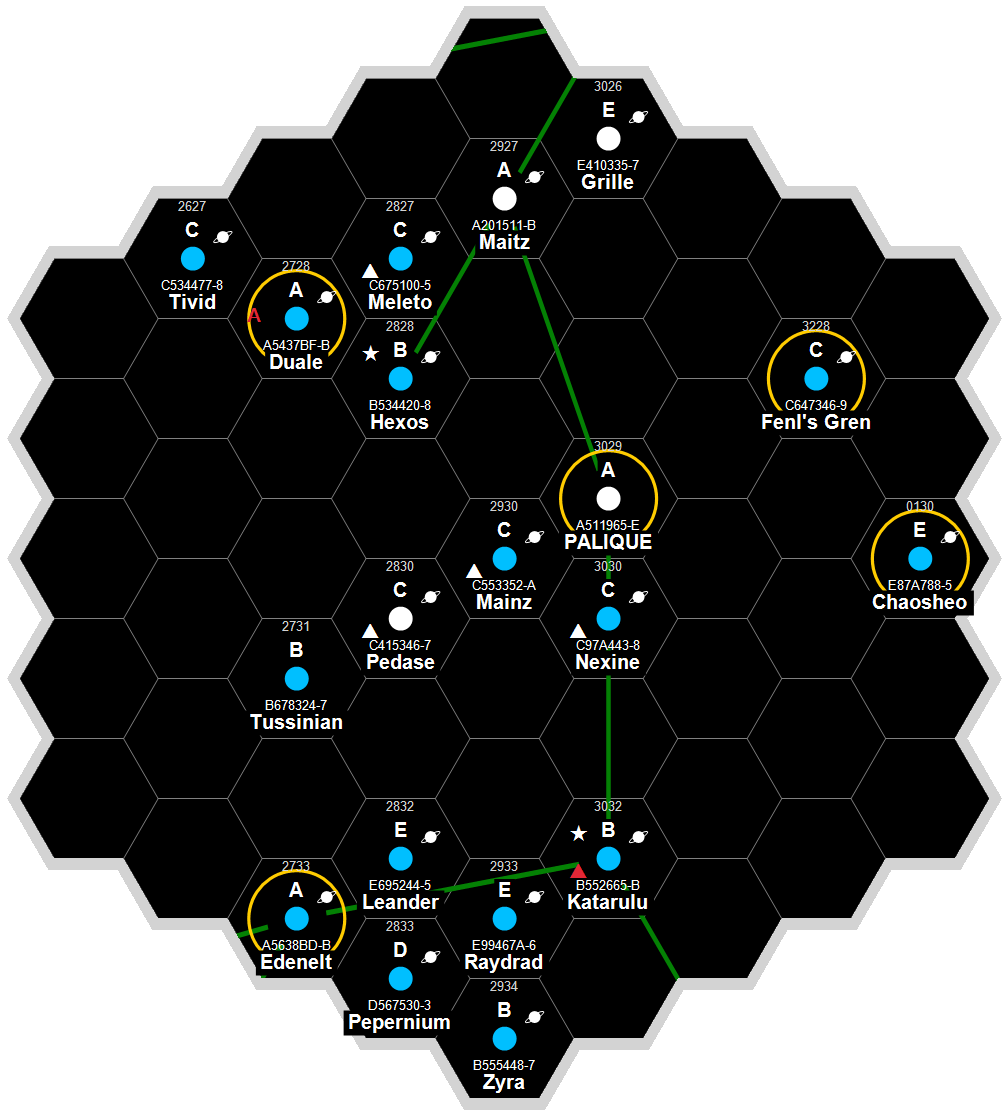 3026
E
E410335-7
Grille
2927
A
A201511-B
Maitz
2627
C
C534477-8
Tivid
2827
C
C675100-5
Meleto
2728
A
A
A5437BF-B
Duale
2828
B
B534420-8
Hexos
3228
C
C647346-9
Fenl's Gren
3029
A
A511965-E
PALIQUE
2930
C
C553352-A
Mainz
0130
E
E87A788-5
Chaosheo
2830
C
C415346-7
Pedase
3030
C
C97A443-8
Nexine
2731
B
B678324-7
Tussinian
2832
E
E695244-5
Leander
3032
B
B552665-B
Katarulu
2733
A
A5638BD-B
Edenelt
2933
E
E99467A-6
Raydrad
2833
D
D567530-3
Pepernium
2934
B
B555448-7
Zyra